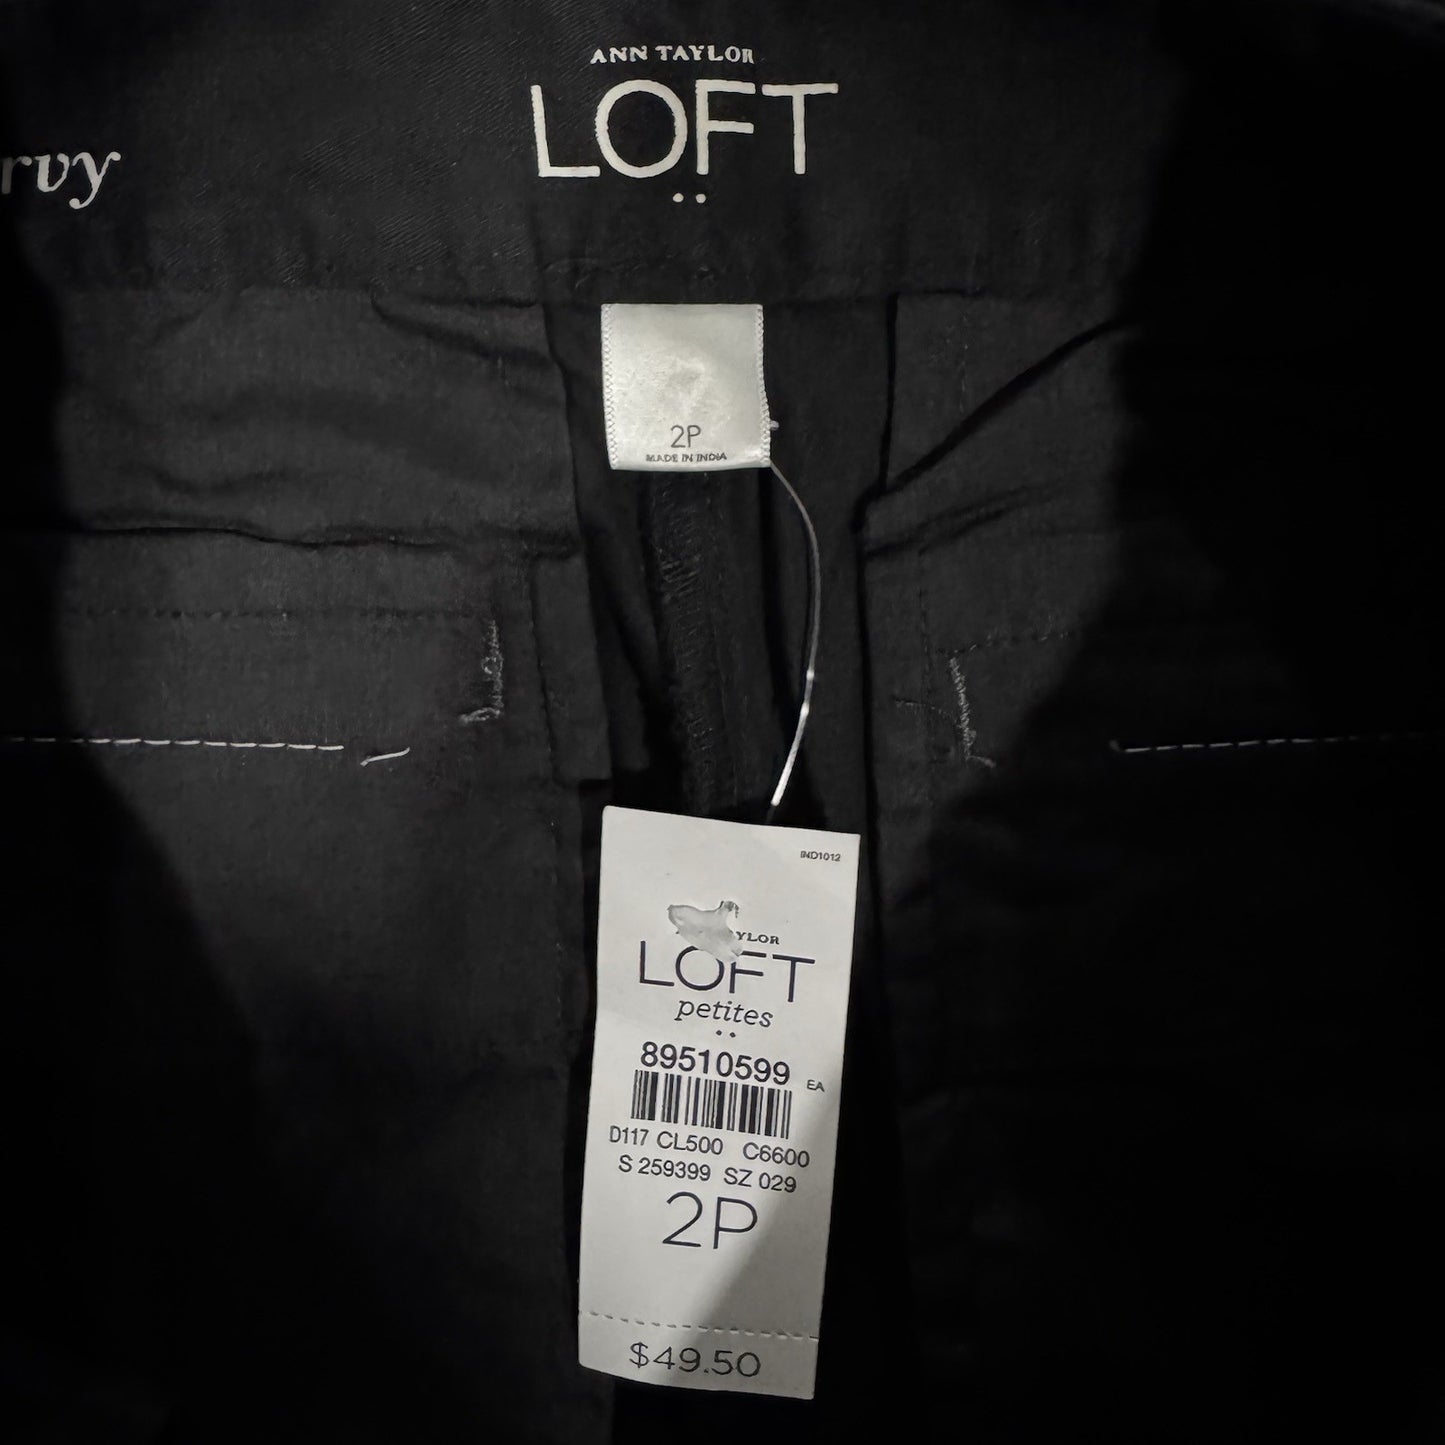 ANN TAYLOR
LOFT
rvy
2P
MADE IN INDIA
IND1012
YLOR
LOFT
petites
89510599 EA
D117 CL500 C6600
S 259399 SZ 029
2P
$49.50